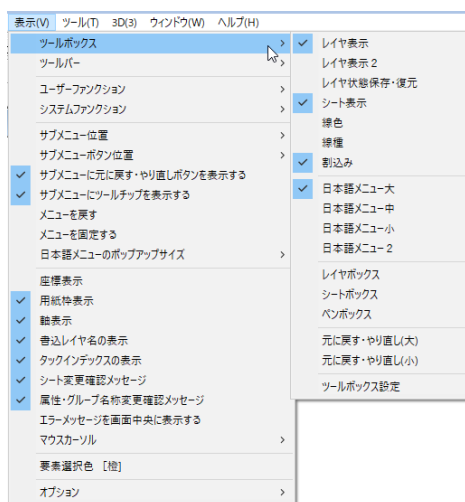 表示(V) ツール(T) 3D(3) ウィンドウ(W) ヘルプ(H)
ツールボックス
ツールバー
ユーザーファンクション
システムファンクション
サブメニュー位置
サブメニューボタン位置
サブメニューに元に戻す・やり直しボタンを表示する
サブメニューにツールチップを表示する
メニューを戻す
メニューを固定する
日本語メニューのポップアップサイズ
座標表示
用紙枠表示
軸表示
書込レイヤ名の表示
タックインデックスの表示
シート変更確認メッセージ
属性・グループ名称変更確認メッセージ
エラーメッセージを画面中央に表示する
マウスカーソル
要素選択色 [橙]
オプション
レイヤ表示
レイヤ表示 2
レイヤ状態保存・復元
シート表示
線色
線種
割込み
日本語メニュー大
日本語メニュー中
日本語メニュー小
日本語メニュー 2
レイヤボックス
シートボックス
ペンボックス
元に戻す・やり直し(大)
元に戻す・やり直し(小)
ツールボックス設定